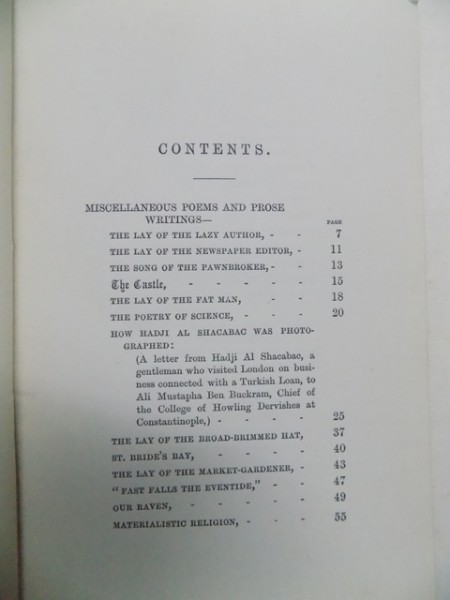 CONTENTS.
MISCELLANEOUS POEMS AND PROSE
WRITINGS—
PAGE
THE LAY OF THE LAZY AUTHOR, - - 7
THE LAY OF THE NEWSPAPER EDITOR, - 11
THE SONG OF THE PAWNBROKER, - - 13
The Castle, - - - - - 15
THE LAY OF THE FAT MAN, - - 18
THE POETRY OF SCIENCE, - - - 20
HOW HADJI AL SHACABAC WAS PHOTO-
GRAPHED:
(A letter from Hadji Al Shacabac, a
gentleman who visited London on busi-
ness connected with a Turkish Loan, to
Ali Mustapha Ben Buckram, Chief of
the College of Howling Dervishes at
Constantinople,) - - - - 25
THE LAY OF THE BROAD-BRIMMED HAT, 37
ST. BRIDE'S BAY, - - - - 40
THE LAY OF THE MARKET-GARDENER, - 43
"FAST FALLS THE EVENTIDE," - - 47
OUR RAVEN, - - - - - 49
MATERIALISTIC RELIGION, - - - 55